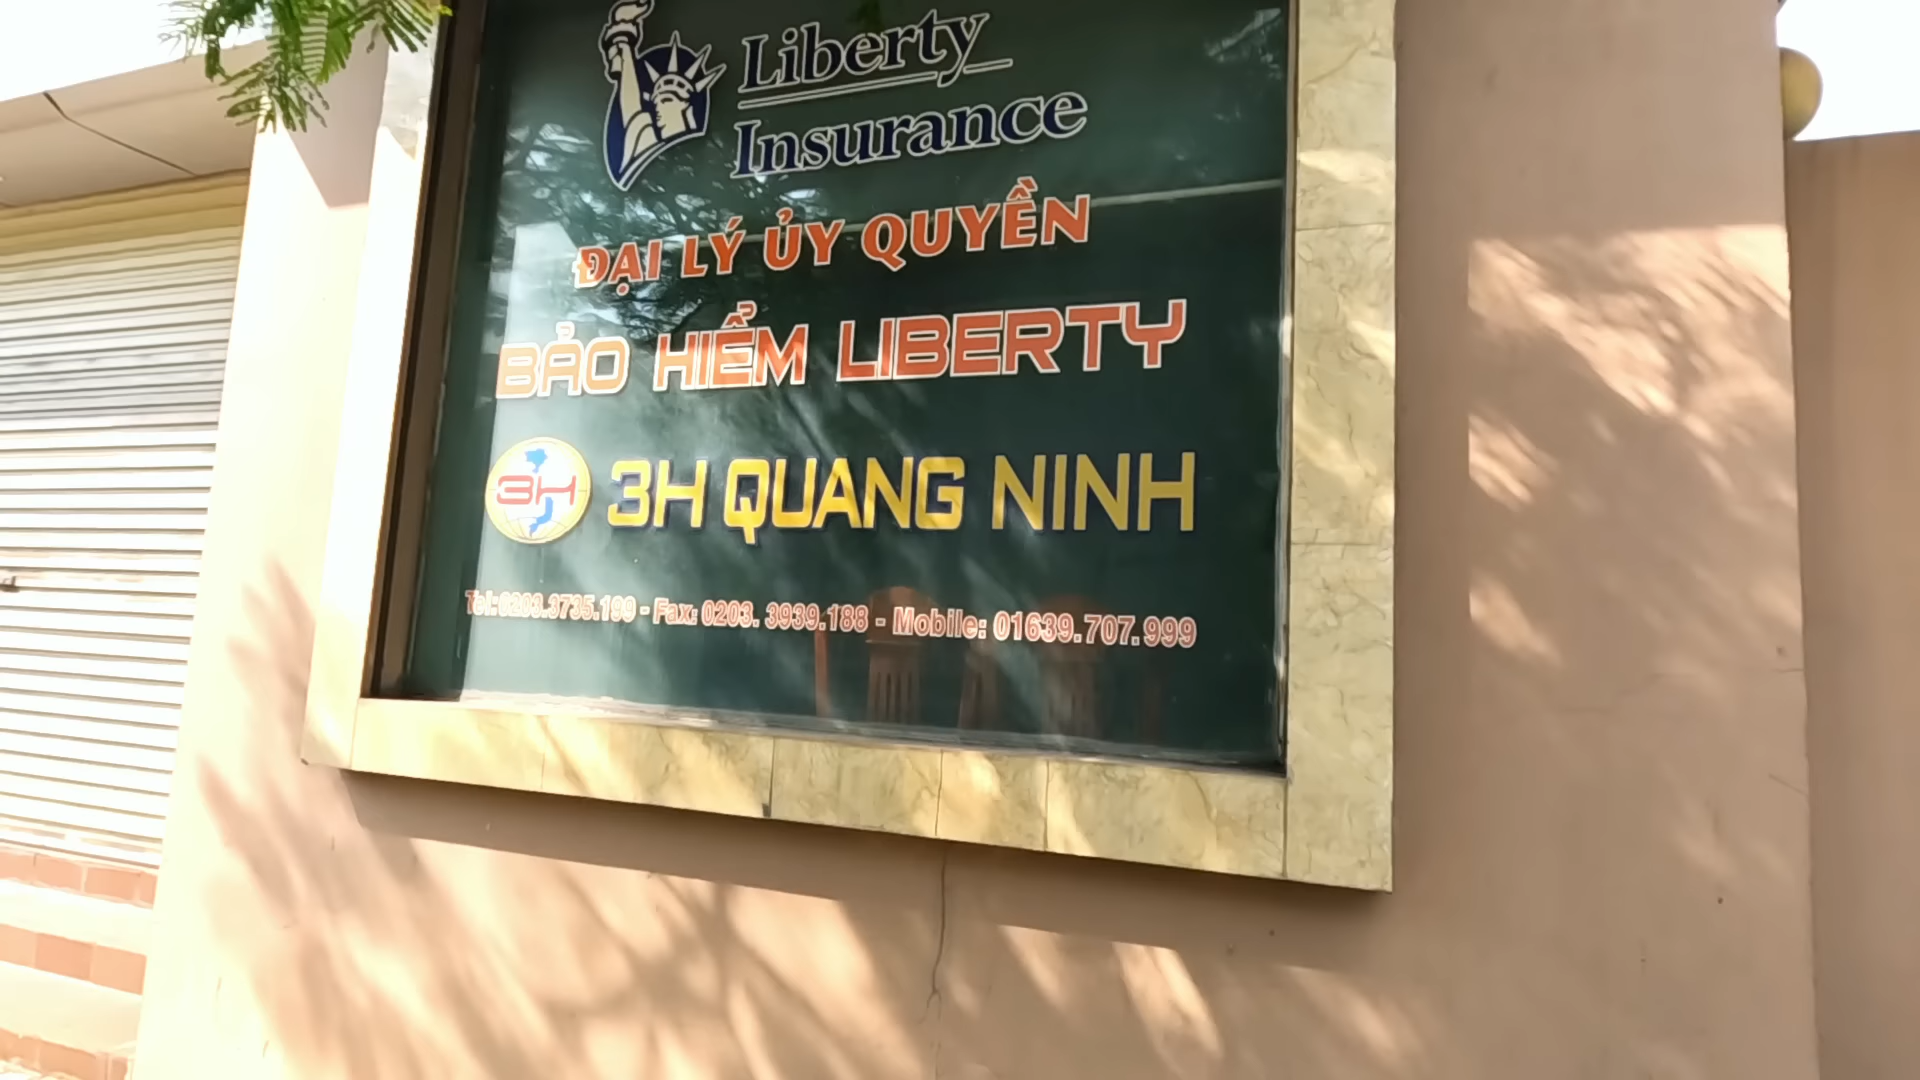 Liberty
Insurance
ĐẠI LÝ ỦY QUYỀN
BẢO HIỂM LIBERTY
3H 3H QUANG NINH
Tel: 0203.3735.199 - Fax: 0203. 3939.188 - Mobile: 01639.707.999